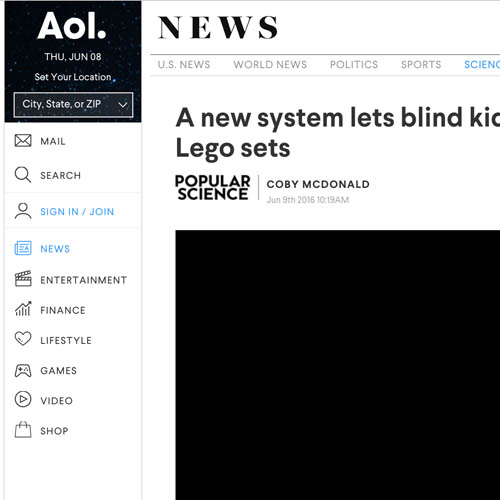 Aol.
THU, JUN 08
Set Your Location
City, State, or ZIP
MAIL
SEARCH
SIGN IN / JOIN
NEWS
ENTERTAINMENT
FINANCE
LIFESTYLE
GAMES
VIDEO
SHOP
NEWS
U.S. NEWS WORLD NEWS POLITICS SPORTS SCIENC
A new system lets blind kid
Lego sets
POPULAR
SCIENCE
COBY MCDONALD
Jun 9th 2016 10:19AM